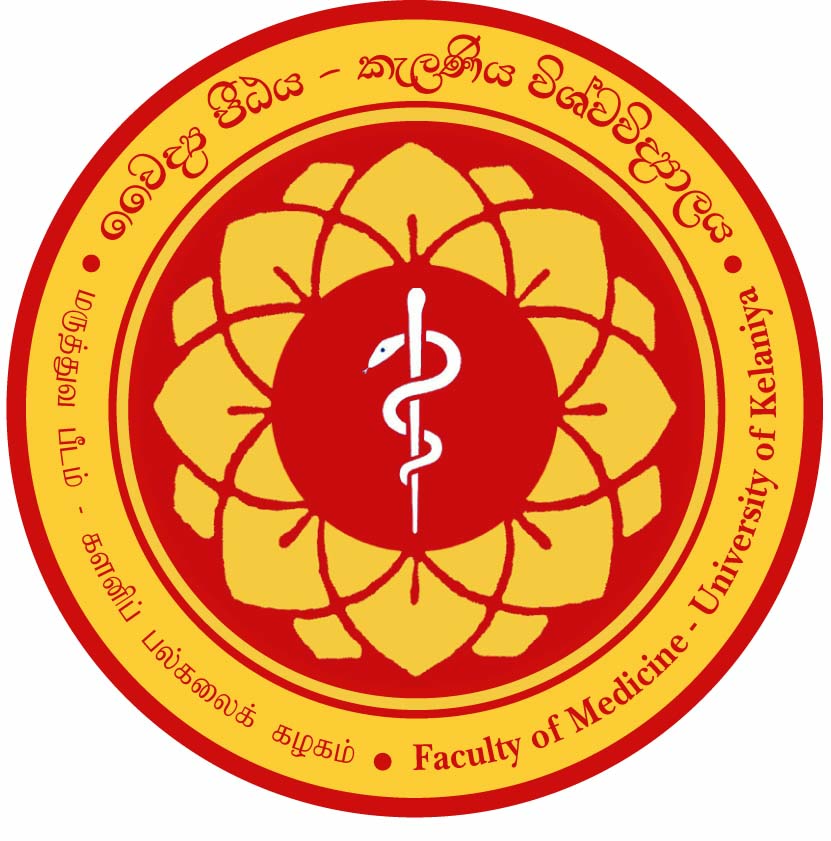 වෛද්‍ය පීඨය – කැලණිය විශ්වවිද්‍යාලය
மருத்துவ பீடம் - களனிப் பல்கலைக் கழகம்
Faculty of Medicine - University of Kelaniya